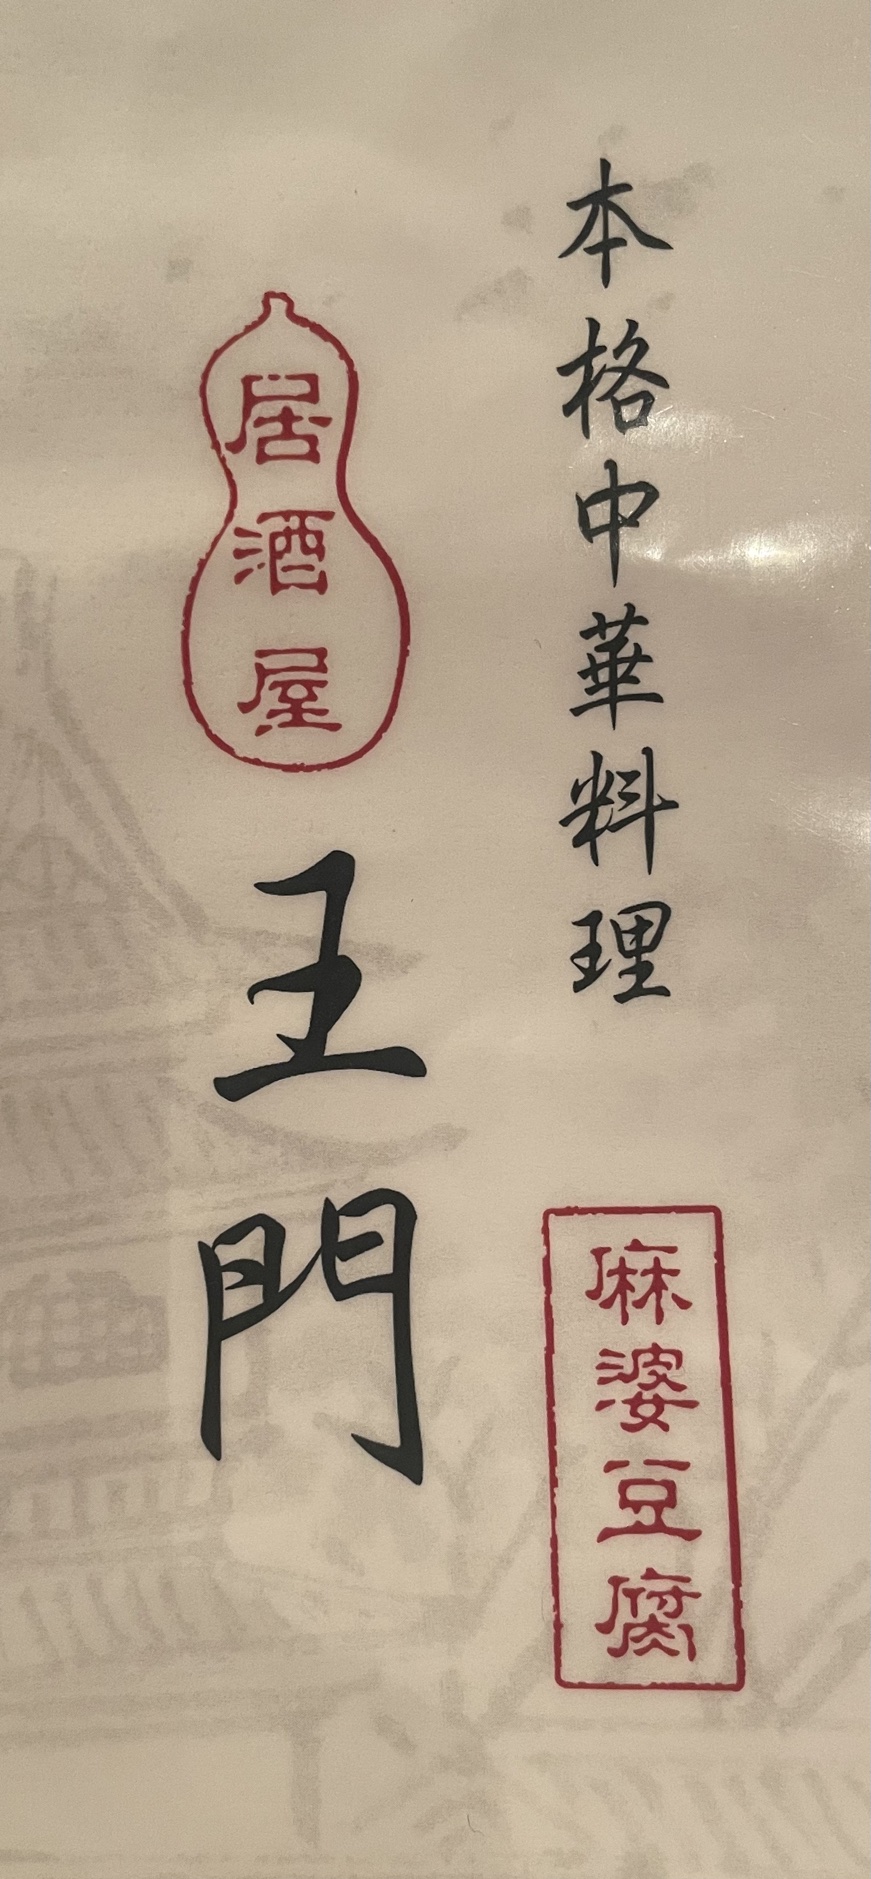 本格中華料理
麻婆豆腐
居酒屋
王門